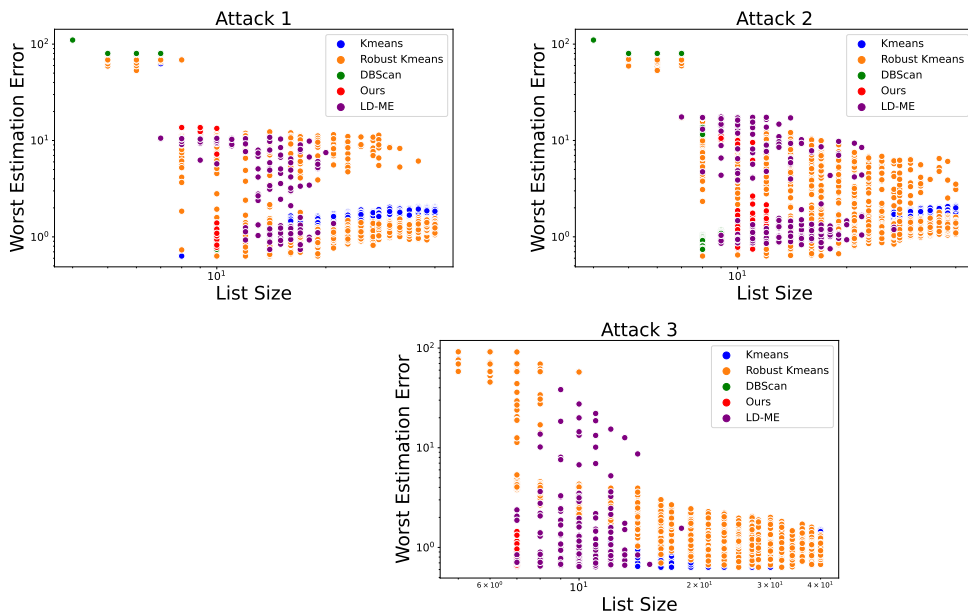 Attack 1
Worst Estimation Error
10²
10¹
10⁰
Kmeans
Robust Kmeans
DBScan
Ours
LD-ME
10¹
List Size
Attack 2
Worst Estimation Error
10²
10¹
10⁰
Kmeans
Robust Kmeans
DBScan
Ours
LD-ME
10¹
List Size
Attack 3
Worst Estimation Error
10²
10¹
10⁰
Kmeans
Robust Kmeans
DBScan
Ours
LD-ME
6 × 10⁰ 10¹ 2 × 10¹ 3 × 10¹ 4 × 10¹
List Size